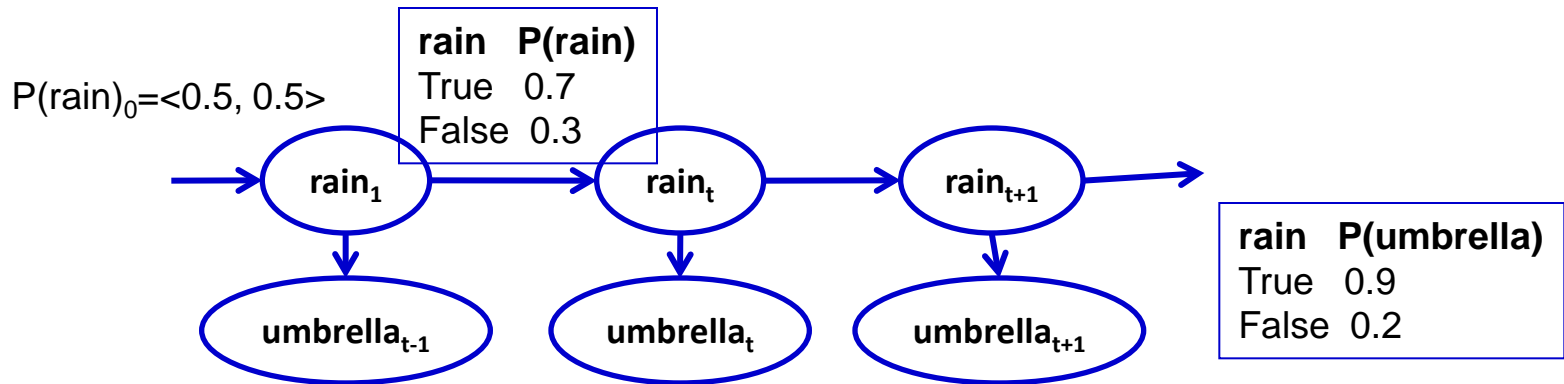 rain P(rain)
True 0.7
False 0.3
P(rain)₀=<0.5, 0.5>
rain₁
rainₜ
rainₜ₊₁
rain P(umbrella)
True 0.9
False 0.2
umbrellaₜ₋₁
umbrellaₜ
umbrellaₜ₊₁